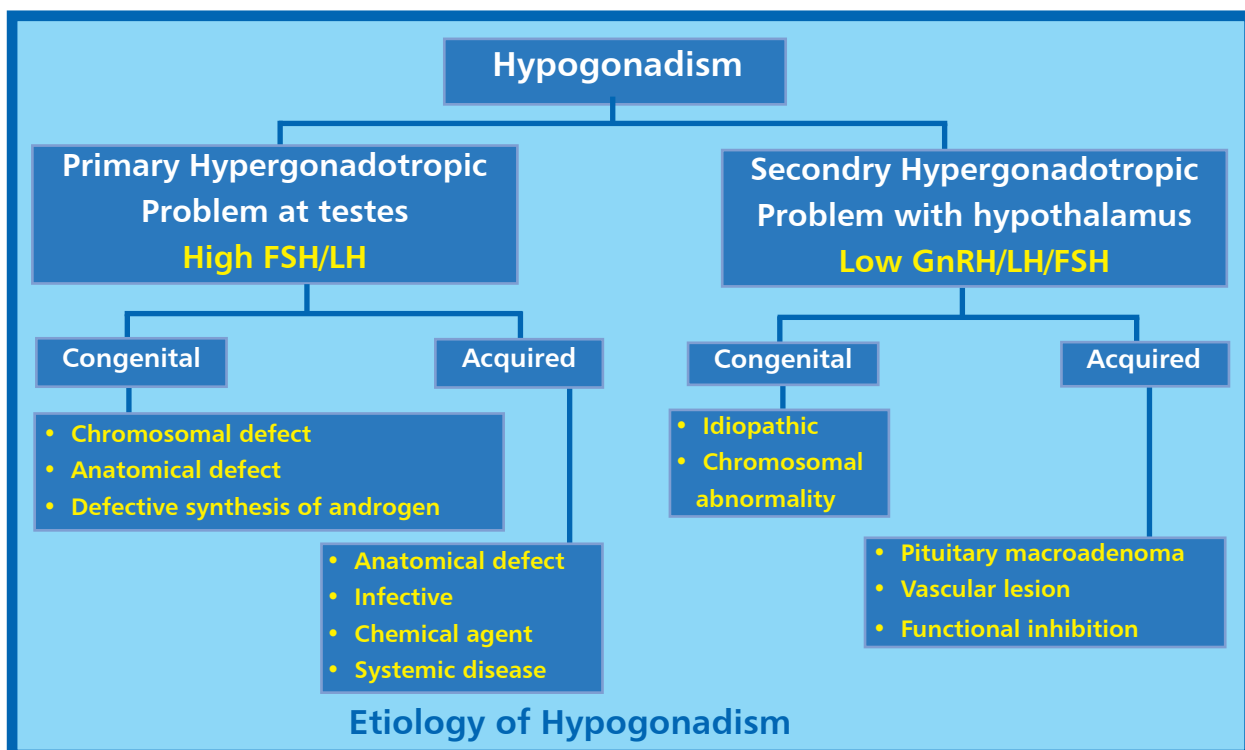 Hypogonadism
Primary Hypergonadotropic
Problem at testes
High FSH/LH
Secondry Hypergonadotropic
Problem with hypothalamus
Low GnRH/LH/FSH
Congenital
Acquired
Congenital
Acquired
• Chromosomal defect
• Anatomical defect
• Defective synthesis of androgen
• Anatomical defect
• Infective
• Chemical agent
• Systemic disease
• Idiopathic
• Chromosomal
abnormality
• Pituitary macroadenoma
• Vascular lesion
• Functional inhibition
Etiology of Hypogonadism